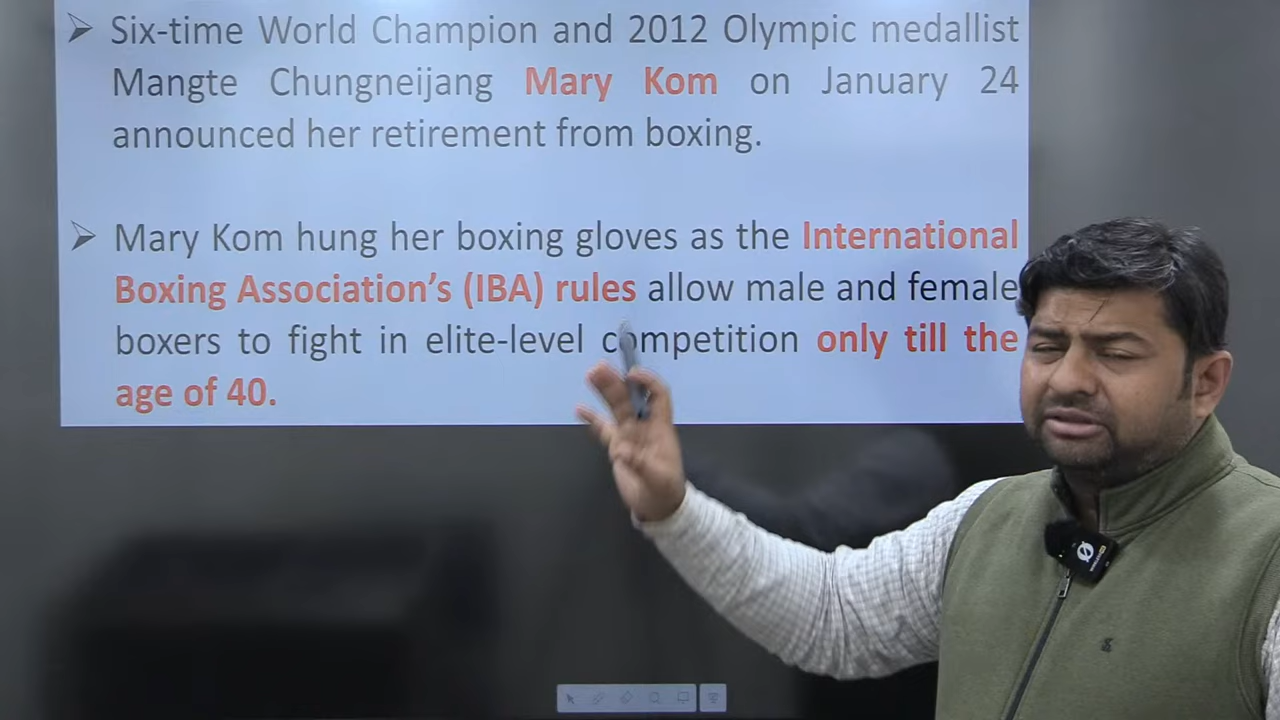 ➢ Six-time World Champion and 2012 Olympic medallist
Mangte Chungneijang Mary Kom on January 24
announced her retirement from boxing.
➢ Mary Kom hung her boxing gloves as the International
Boxing Association's (IBA) rules allow male and female
boxers to fight in elite-level competition only till the
age of 40.